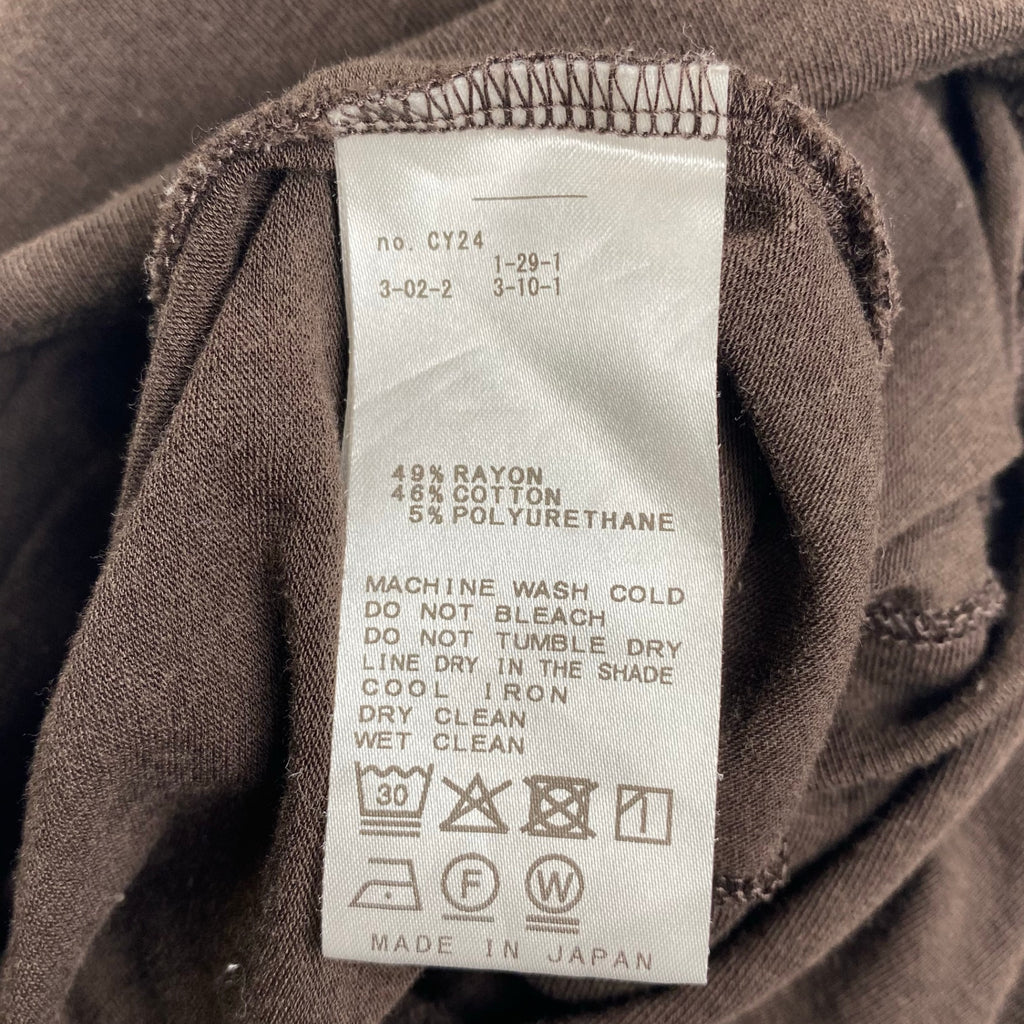 no. CY24
1-29-1
3-02-2 3-10-1
49% RAYON
46% COTTON
5% POLYURETHANE
MACHINE WASH COLD
DO NOT BLEACH
DO NOT TUMBLE DRY
LINE DRY IN THE SHADE
COOL IRON
DRY CLEAN
WET CLEAN
30
F W
MADE IN JAPAN